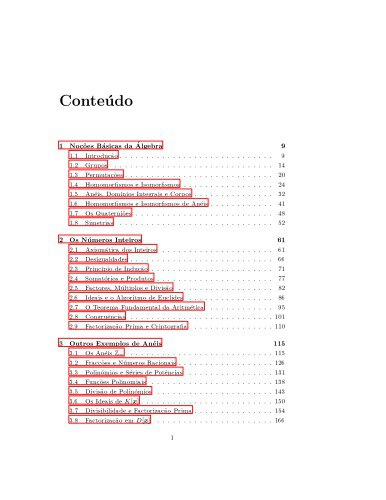 Conteúdo
1 Noções Básicas da Álgebra 9
1.1 Introdução . . . . . . . . . . . . . . . . . . . . . . . 9
1.2 Grupos . . . . . . . . . . . . . . . . . . . . . . . . . 14
1.3 Permutações . . . . . . . . . . . . . . . . . . . . . . 20
1.4 Homomorfismos e Isomorfismos . . . . . . . . . . . . . . 24
1.5 Anéis, Domínios Integrais e Corpos . . . . . . . . . . . . 32
1.6 Homomorfismos e Isomorfismos de Anéis . . . . . . . . . . 41
1.7 Os Quaterniões . . . . . . . . . . . . . . . . . . . . . 48
1.8 Simetrias . . . . . . . . . . . . . . . . . . . . . . . . 52
2 Os Números Inteiros 61
2.1 Axiomática dos Inteiros . . . . . . . . . . . . . . . . . 61
2.2 Desigualdades . . . . . . . . . . . . . . . . . . . . . . 66
2.3 Princípio de Indução . . . . . . . . . . . . . . . . . . . 71
2.4 Somatórios e Produtos . . . . . . . . . . . . . . . . . . 77
2.5 Factores, Múltiplos e Divisão . . . . . . . . . . . . . . . 82
2.6 Ideais e o Algoritmo de Euclides . . . . . . . . . . . . . 86
2.7 O Teorema Fundamental da Aritmética . . . . . . . . . . . 95
2.8 Congruências . . . . . . . . . . . . . . . . . . . . . . . 101
2.9 Factorização Prima e Criptografia . . . . . . . . . . . . . 110
3 Outros Exemplos de Anéis 115
3.1 Os Anéis ℤₘ . . . . . . . . . . . . . . . . . . . . . . . 115
3.2 Fracções e Números Racionais . . . . . . . . . . . . . . . 126
3.3 Polinómios e Séries de Potências . . . . . . . . . . . . . 131
3.4 Funções Polinomiais . . . . . . . . . . . . . . . . . . . 138
3.5 Divisão de Polinómios . . . . . . . . . . . . . . . . . . 143
3.6 Os Ideais de K[x] . . . . . . . . . . . . . . . . . . . . 150
3.7 Divisibilidade e Factorização Prima . . . . . . . . . . . . 154
3.8 Factorização em D[x] . . . . . . . . . . . . . . . . . . . 166
1